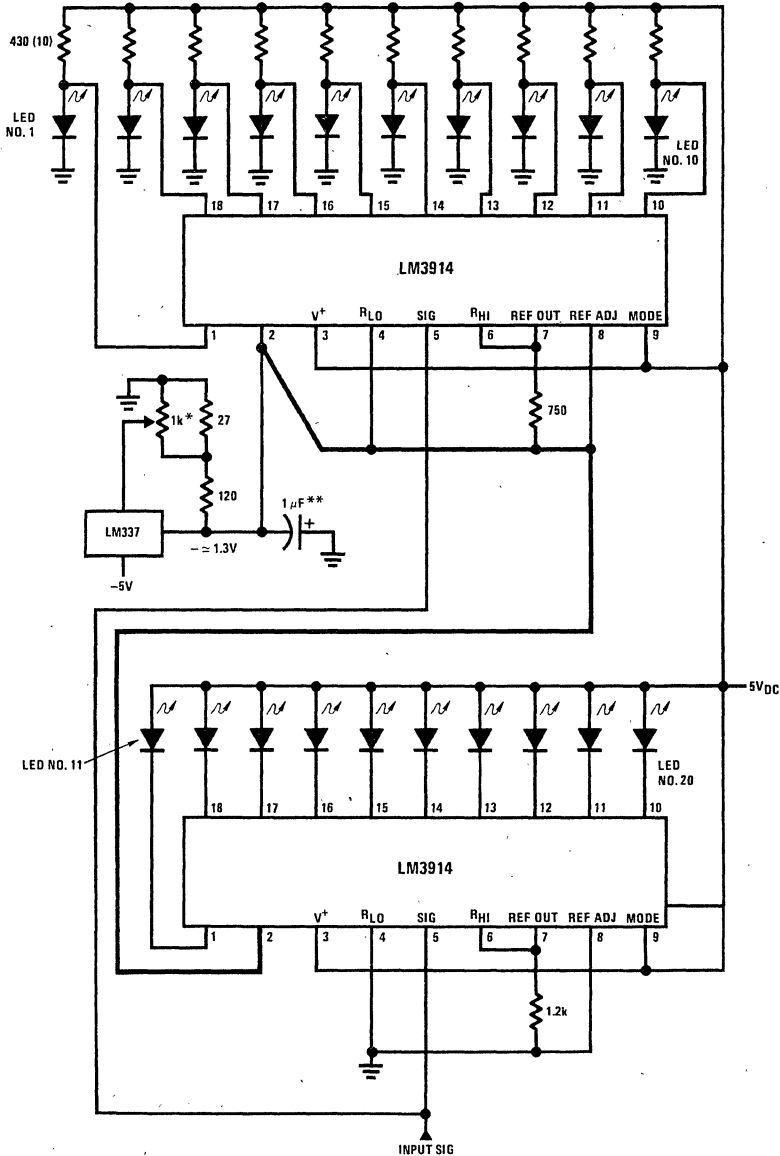 430 (10)
LED
NO. 1
LED
NO. 10
18 17 16 15 14 13 12 11 10
LM3914
V+ RLO SIG RHI REF OUT REF ADJ MODE
1 2 3 4 5 6 7 8 9
1k* 27
750
120
1 μF**
+
LM337
– ≃ 1.3V
–5V
5VDC
LED NO. 11
LED
NO. 20
18 17 16 15 14 13 12 11 10
LM3914
V+ RLO SIG RHI REF OUT REF ADJ MODE
1 2 3 4 5 6 7 8 9
1.2k
INPUT SIG